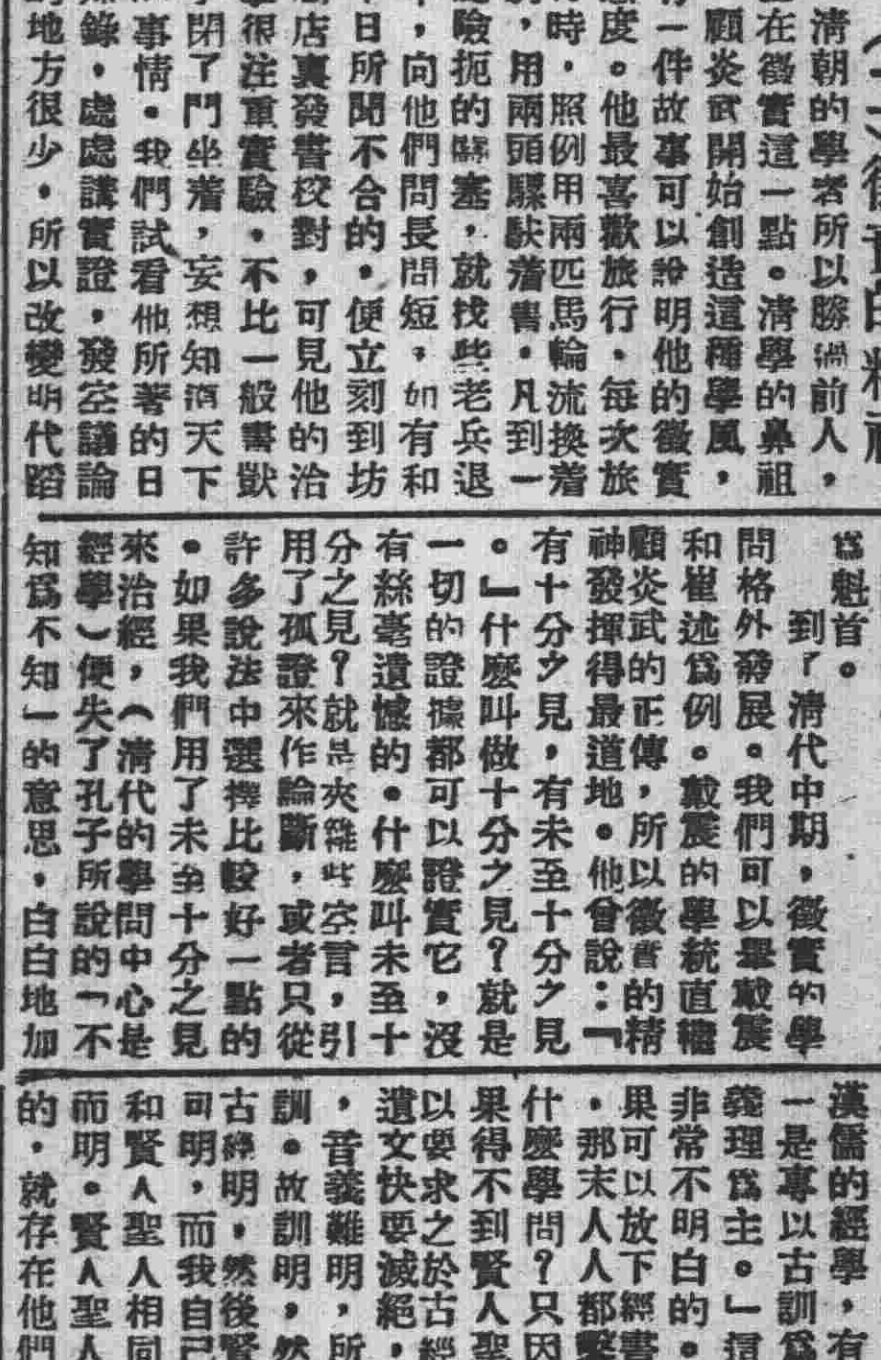 徵實的精神
清朝的學者所以勝過前人，
在徵實這一點。清學的鼻祖
顧炎武開始創造這種學風，
一件故事可以說明他的徵實
度。他最喜歡旅行、每次旅
時，照例用兩匹馬輪流換着
，用兩頭騾馱着書。凡到一
險扼的關塞，就找些老兵退
，向他們問長問短，如有和
日所聞不合的，便立刻到坊
店裏發書校對，可見他的治
很注重實驗。不比一般書獃
閉了門坐着，妄想知道天下
事情。我們試看他所著的日
錄，處處講實證，發空議論
地方很少。所以改變明代蹈
爲魁首。
到了清代中期，徵實的學
問格外發展。我們可以舉戴震
和崔述爲例。戴震的學統直繼
顧炎武的正傳，所以徵實的精
神發揮得最道地。他曾說：『
有十分之見，有未至十分之見
。』什麼叫做十分之見？就是
一切的證據都可以證實它，沒
有絲毫遺憾的。什麼叫未至十
分之見？就是夾雜些空言，引
用了孤證來作論斷，或者只從
許多說法中選擇比較好一點的
。如果我們用了未至十分之見
來治經，（清代的學問中心是
經學）便失了孔子所說的「不
知爲不知」的意思，白白地加
漢儒的經學，有
一是專以古訓爲
義理爲主。」這
非常不明白的。
果可以放下經書
，那末人人都
什麼學問？只因
果得不到賢人聖
以要求之於古經
遺文快要滅絕，
，音義難明，所
訓。故訓明，然
古經明，然後賢
可明，而我自己
和賢人聖人相同
而明。賢人聖人
的，就存在他們